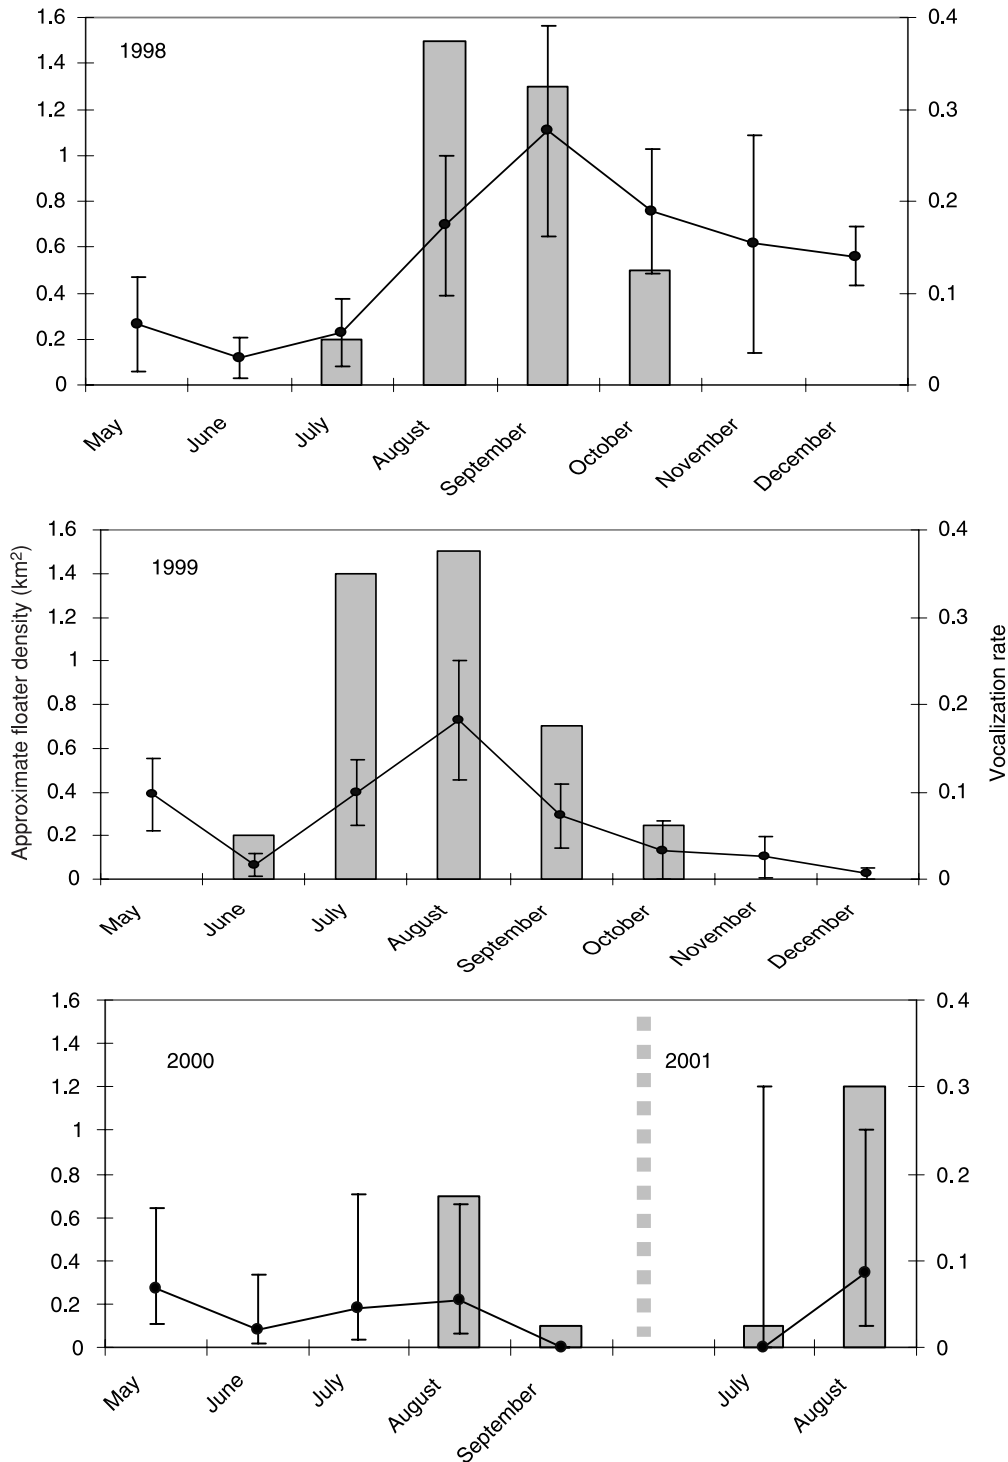 1.6
1.4
1.2
1
0.8
0.6
0.4
0.2
0
1998
0.4
0.3
0.2
0.1
0
May
June
July
August
September
October
November
December
Approximate floater density (km²)
1.6
1.4
1.2
1
0.8
0.6
0.4
0.2
0
1999
0.4
0.3
0.2
0.1
0
Vocalization rate
May
June
July
August
September
October
November
December
1.6
1.4
1.2
1
0.8
0.6
0.4
0.2
0
2000
2001
0.4
0.3
0.2
0.1
0
May
June
July
August
September
July
August